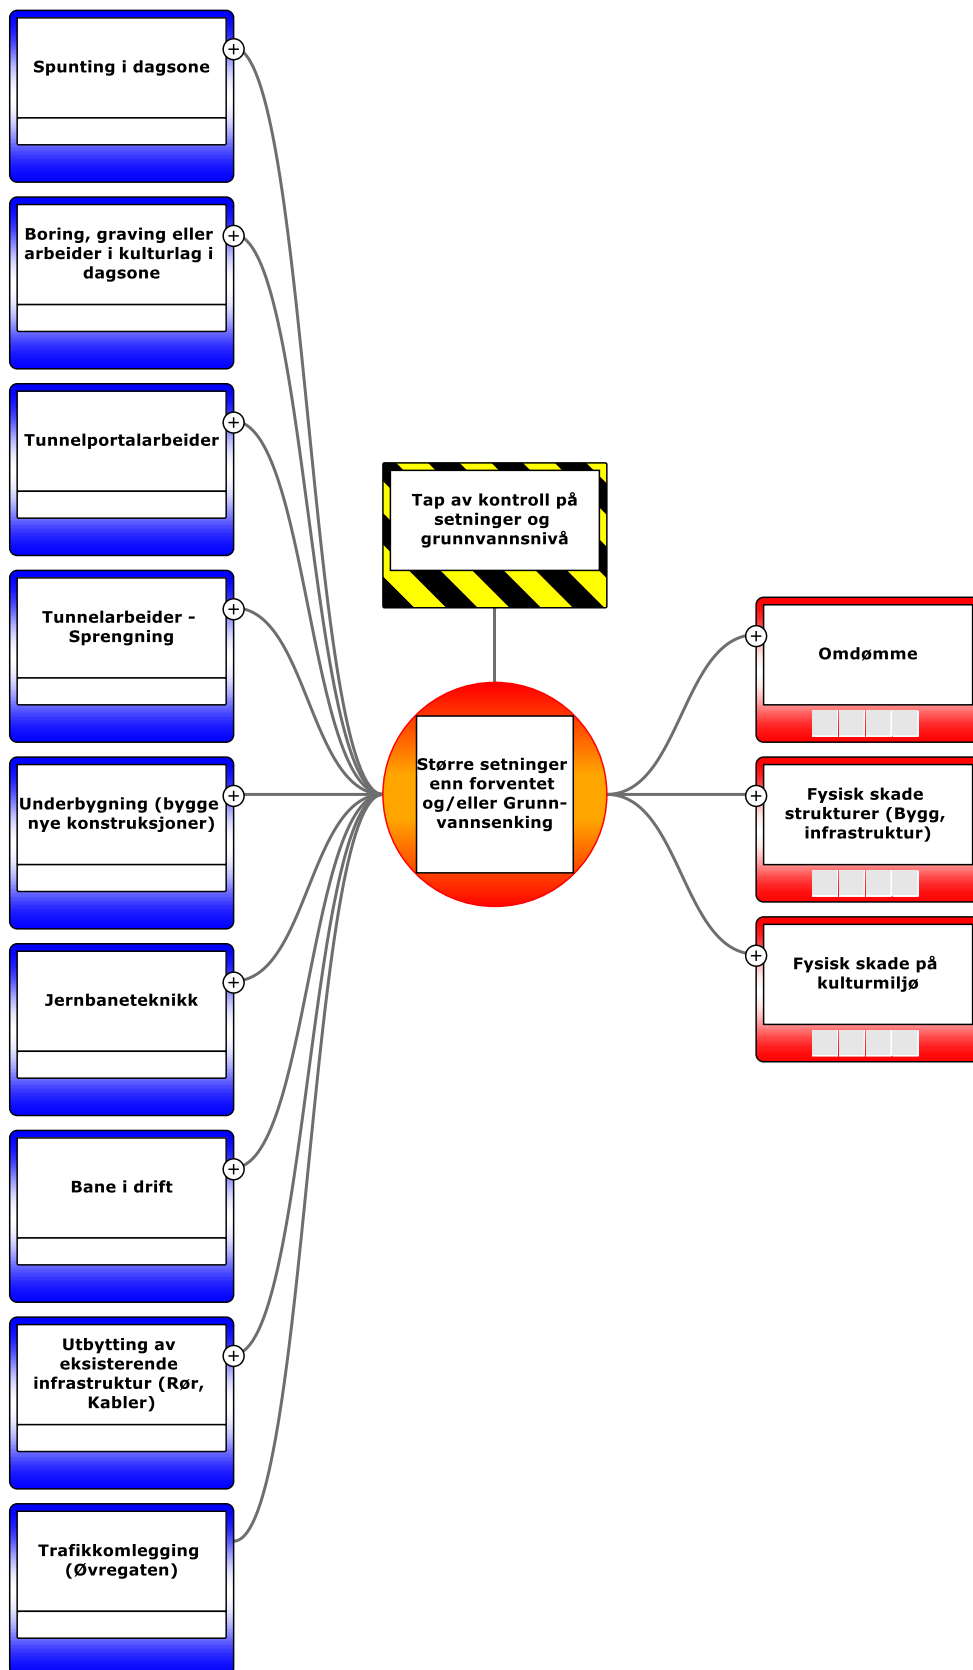 Spunting i dagsone
Boring, graving eller
arbeider i kulturlag i
dagsone
Tunnelportalarbeider
Tunnelarbeider -
Sprengning
Underbygning (bygge
nye konstruksjoner)
Jernbaneteknikk
Bane i drift
Utbytting av
eksisterende
infrastruktur (Rør,
Kabler)
Trafikkomlegging
(Øvregaten)
Tap av kontroll på
setninger og
grunnvannsnivå
Større setninger
enn forventet
og/eller Grunn-
vannsenking
Omdømme
Fysisk skade
strukturer (Bygg,
infrastruktur)
Fysisk skade på
kulturmiljø